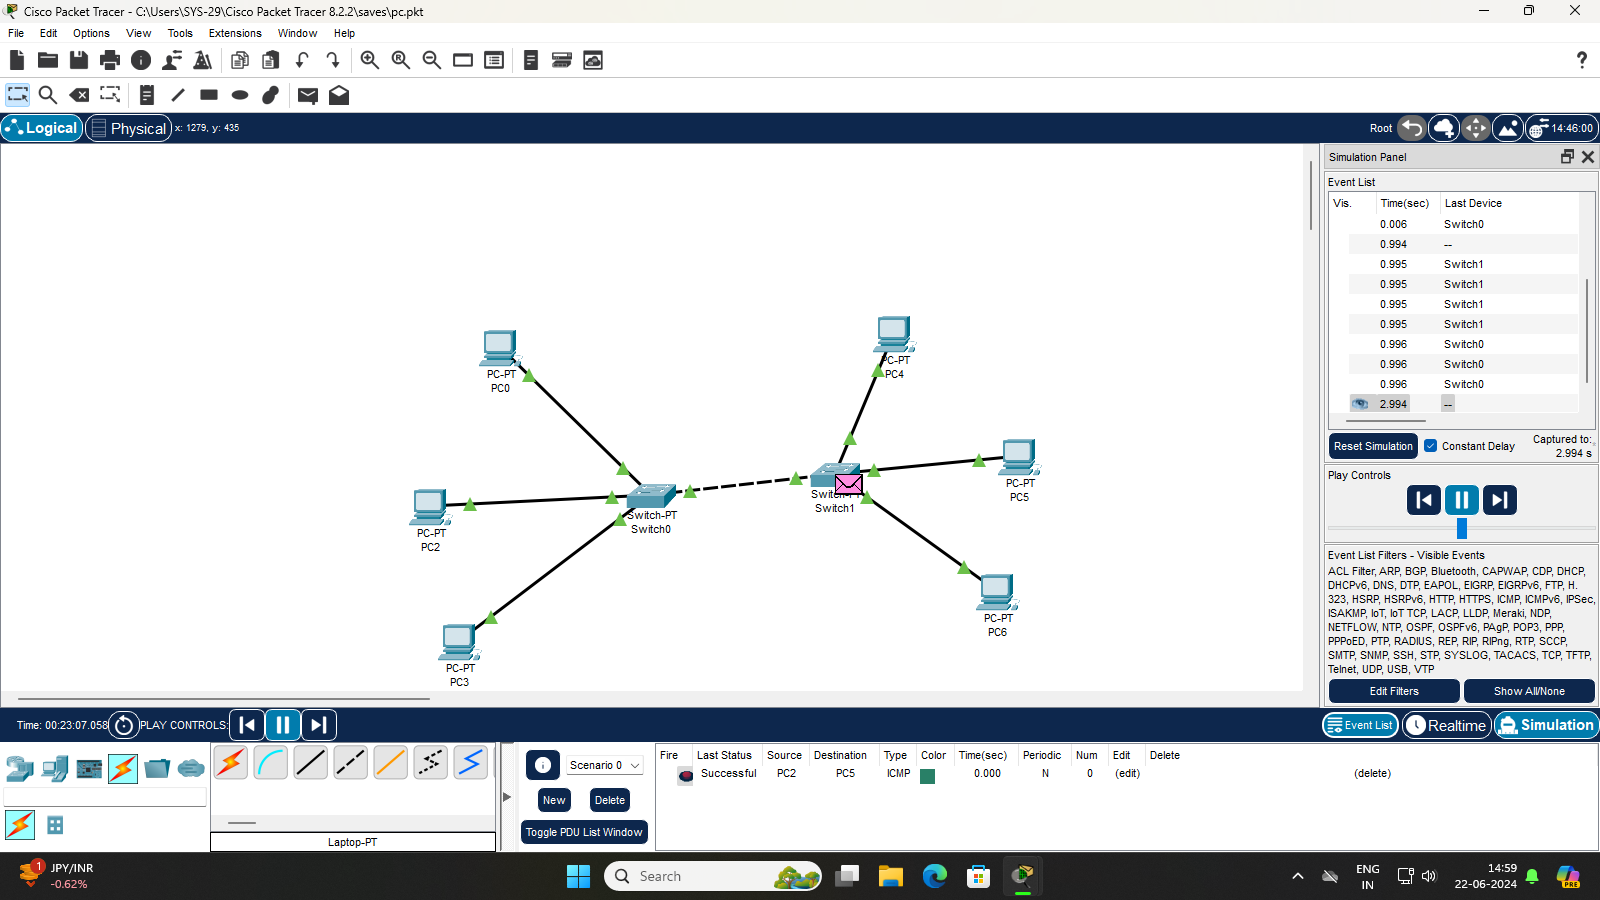 Cisco Packet Tracer - C:\Users\SYS-29\Cisco Packet Tracer 8.2.2\saves\pc.pkt
File Edit Options View Tools Extensions Window Help
Logical Physical x: 1279, y: 435
Root 14:46:00
PC-PT
PC0
PC-PT
PC4
PC-PT
PC5
PC-PT
PC2
Switch-PT
Switch0
Switch-PT
Switch1
PC-PT
PC6
PC-PT
PC3
Simulation Panel
Event List
Vis. Time(sec) Last Device
0.006 Switch0
0.994 --
0.995 Switch1
0.995 Switch1
0.995 Switch1
0.995 Switch1
0.996 Switch0
0.996 Switch0
0.996 Switch0
2.994 --
Reset Simulation Constant Delay Captured to:
2.994 s
Play Controls
Event List Filters - Visible Events
ACL Filter, ARP, BGP, Bluetooth, CAPWAP, CDP, DHCP,
DHCPv6, DNS, DTP, EAPOL, EIGRP, EIGRPv6, FTP, H.
323, HSRP, HSRPv6, HTTP, HTTPS, ICMP, ICMPv6, IPSec,
ISAKMP, IoT, IoT TCP, LACP, LLDP, Meraki, NDP,
NETFLOW, NTP, OSPF, OSPFv6, PAgP, POP3, PPP,
PPPoED, PTP, RADIUS, REP, RIP, RIPng, RTP, SCCP,
SMTP, SNMP, SSH, STP, SYSLOG, TACACS, TCP, TFTP,
Telnet, UDP, USB, VTP
Edit Filters Show All/None
Time: 00:23:07.058 PLAY CONTROLS:
Event List Realtime Simulation
Scenario 0
New Delete
Toggle PDU List Window
Laptop-PT
Fire Last Status Source Destination Type Color Time(sec) Periodic Num Edit Delete
Successful PC2 PC5 ICMP 0.000 N 0 (edit) (delete)
1
JPY/INR
-0.62%
Search
ENG
IN
14:59
22-06-2024
PRE